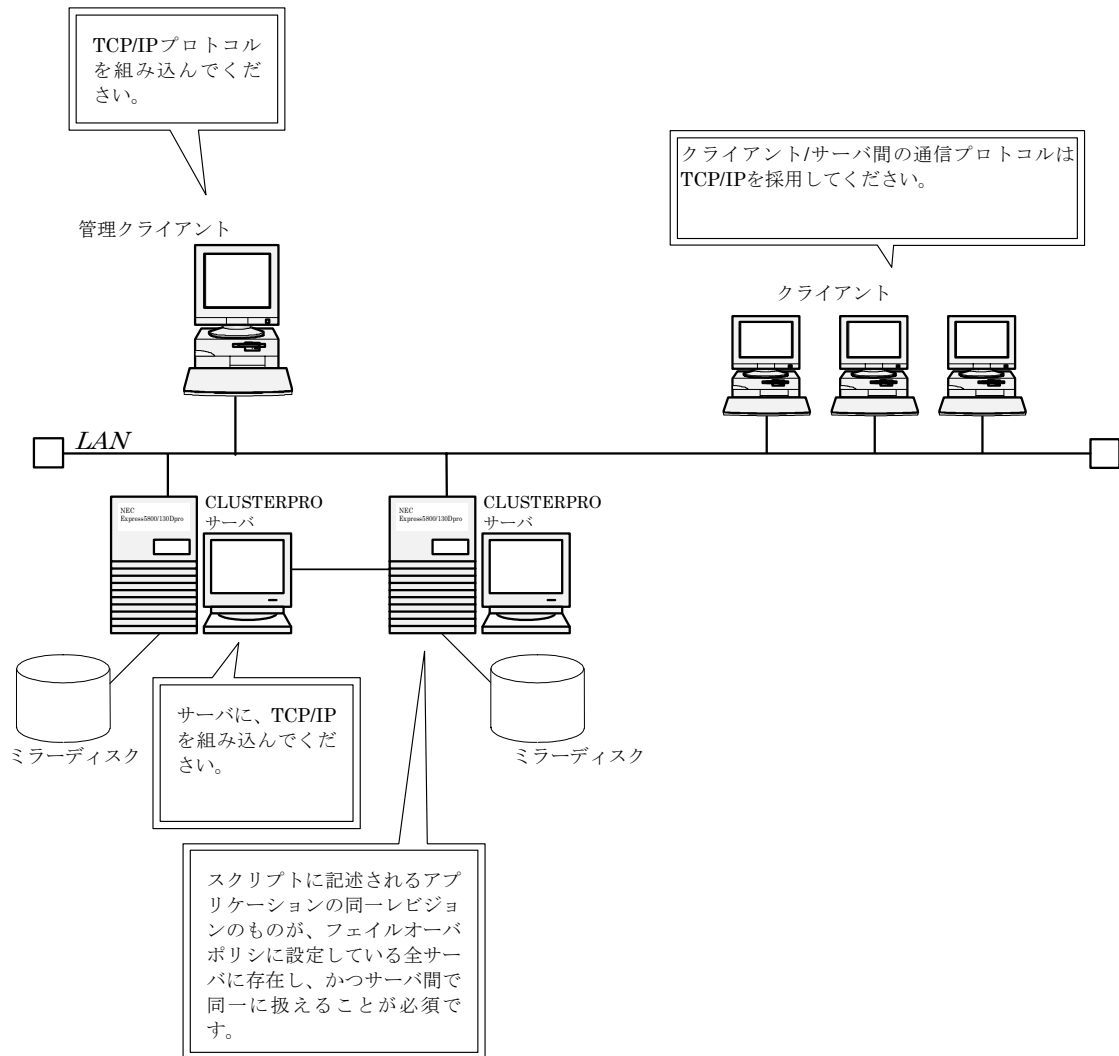 TCP/IPプロトコル
を組み込んでくだ
さい。
クライアント/サーバ間の通信プロトコルは
TCP/IPを採用してください。
管理クライアント
クライアント
LAN
NEC
Express5800/130Dpro
CLUSTERPRO
サーバ
NEC
Express5800/130Dpro
CLUSTERPRO
サーバ
ミラーディスク
サーバに、TCP/IP
を組み込んでくだ
さい。
ミラーディスク
スクリプトに記述されるアプ
リケーションの同一レビジョ
ンのものが、フェイルオーバ
ポリシに設定している全サー
バに存在し、かつサーバ間で
同一に扱えることが必須で
す。